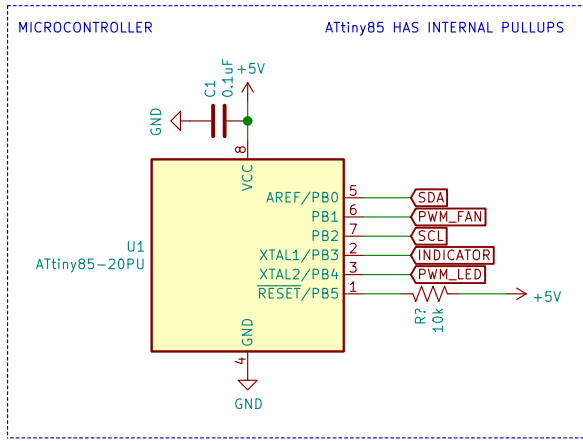 MICROCONTROLLER
ATtiny85 HAS INTERNAL PULLUPS
C1
0.1uF
+5V
GND
8
VCC
U1
ATtiny85-20PU
AREF/PB0 5 SDA
PB1 6 PWM_FAN
PB2 7 SCL
XTAL1/PB3 2 INDICATOR
XTAL2/PB4 3 PWM_LED
RESET/PB5 1
+5V
R?
10k
GND
4
GND